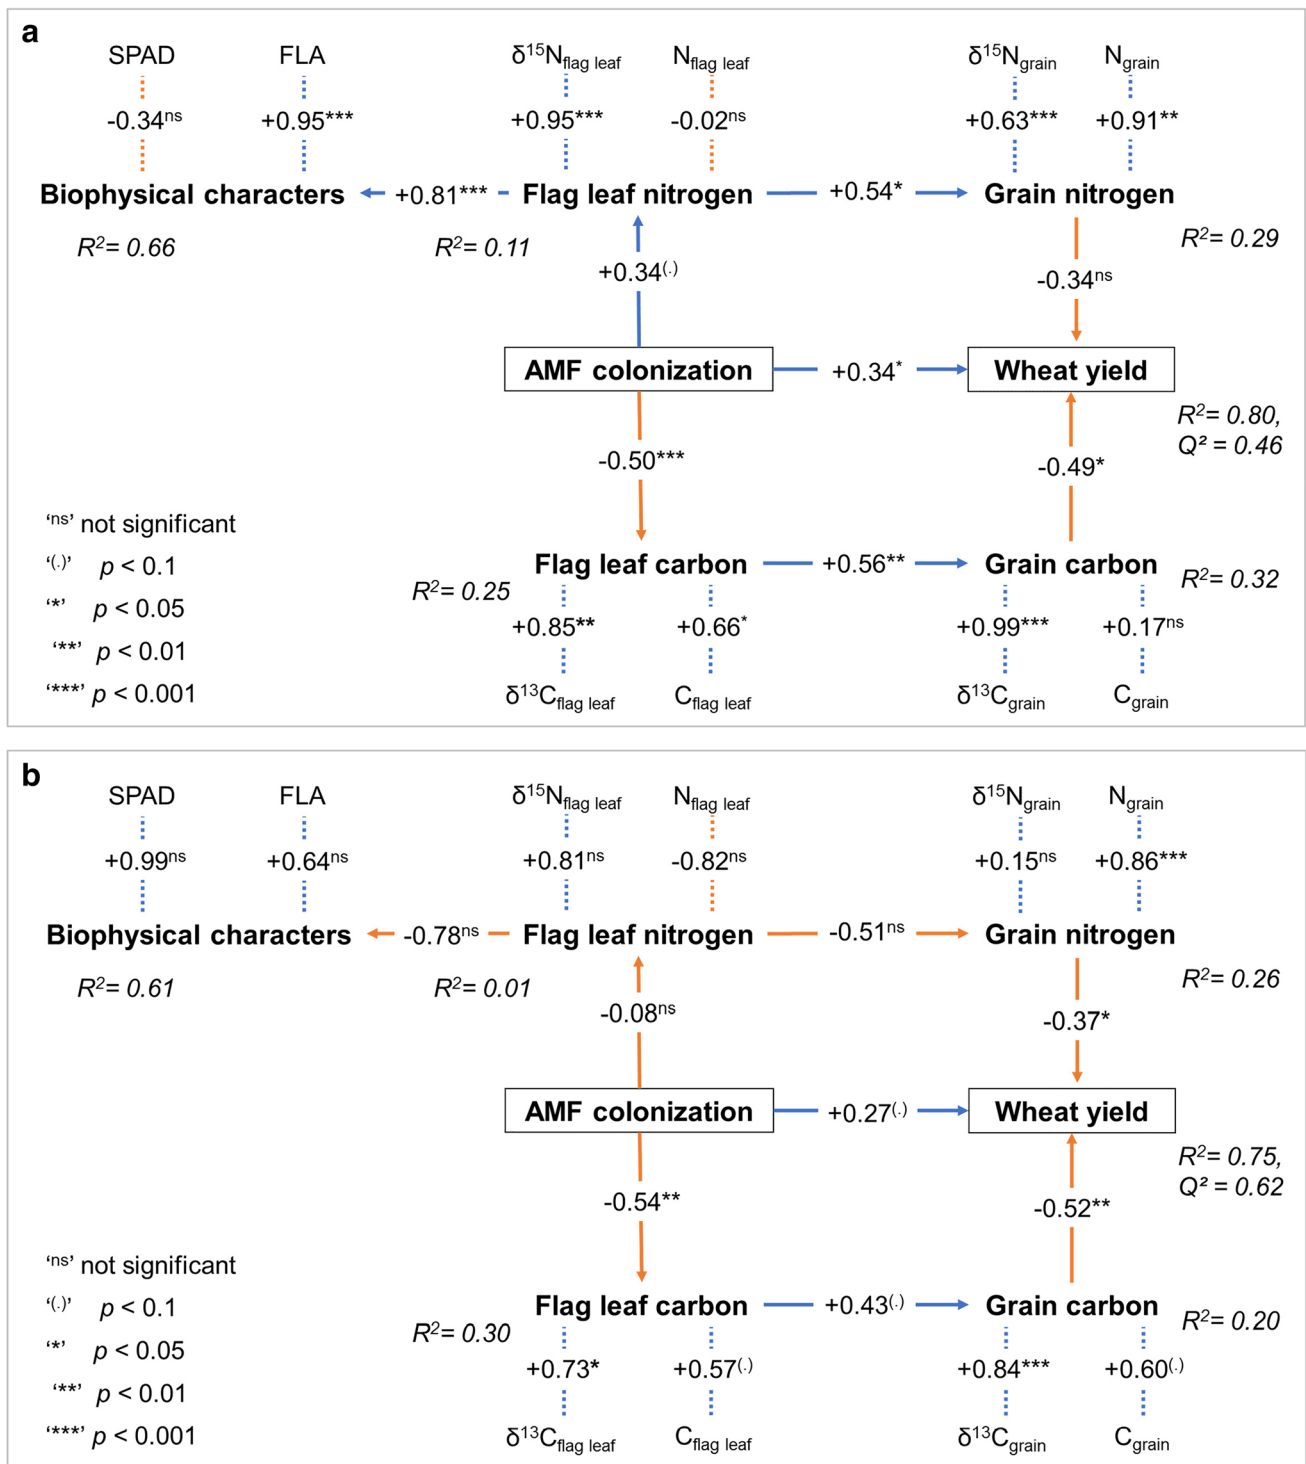 a
SPAD FLA δ¹⁵Nflag leaf Nflag leaf δ¹⁵Ngrain Ngrain
-0.34ns +0.95*** +0.95*** -0.02ns +0.63*** +0.91**
Biophysical characters +0.81*** Flag leaf nitrogen +0.54* Grain nitrogen
R²= 0.66 R²= 0.11 R²= 0.29
+0.34(.) -0.34ns
AMF colonization +0.34* Wheat yield
R²= 0.80,
Q² = 0.46
-0.50*** -0.49*
‘ns’ not significant
‘(.)’ p < 0.1
‘*’ p < 0.05
‘**’ p < 0.01
‘***’ p < 0.001
Flag leaf carbon +0.56** Grain carbon
R²= 0.25 R²= 0.32
+0.85** +0.66* +0.99*** +0.17ns
δ¹³Cflag leaf Cflag leaf δ¹³Cgrain Cgrain
b
SPAD FLA δ¹⁵Nflag leaf Nflag leaf δ¹⁵Ngrain Ngrain
+0.99ns +0.64ns +0.81ns -0.82ns +0.15ns +0.86***
Biophysical characters -0.78ns Flag leaf nitrogen -0.51ns Grain nitrogen
R²= 0.61 R²= 0.01 R²= 0.26
-0.08ns -0.37*
AMF colonization +0.27(.) Wheat yield
R²= 0.75,
Q² = 0.62
-0.54** -0.52**
‘ns’ not significant
‘(.)’ p < 0.1
‘*’ p < 0.05
‘**’ p < 0.01
‘***’ p < 0.001
Flag leaf carbon +0.43(.) Grain carbon
R²= 0.30 R²= 0.20
+0.73* +0.57(.) +0.84*** +0.60(.)
δ¹³Cflag leaf Cflag leaf δ¹³Cgrain Cgrain